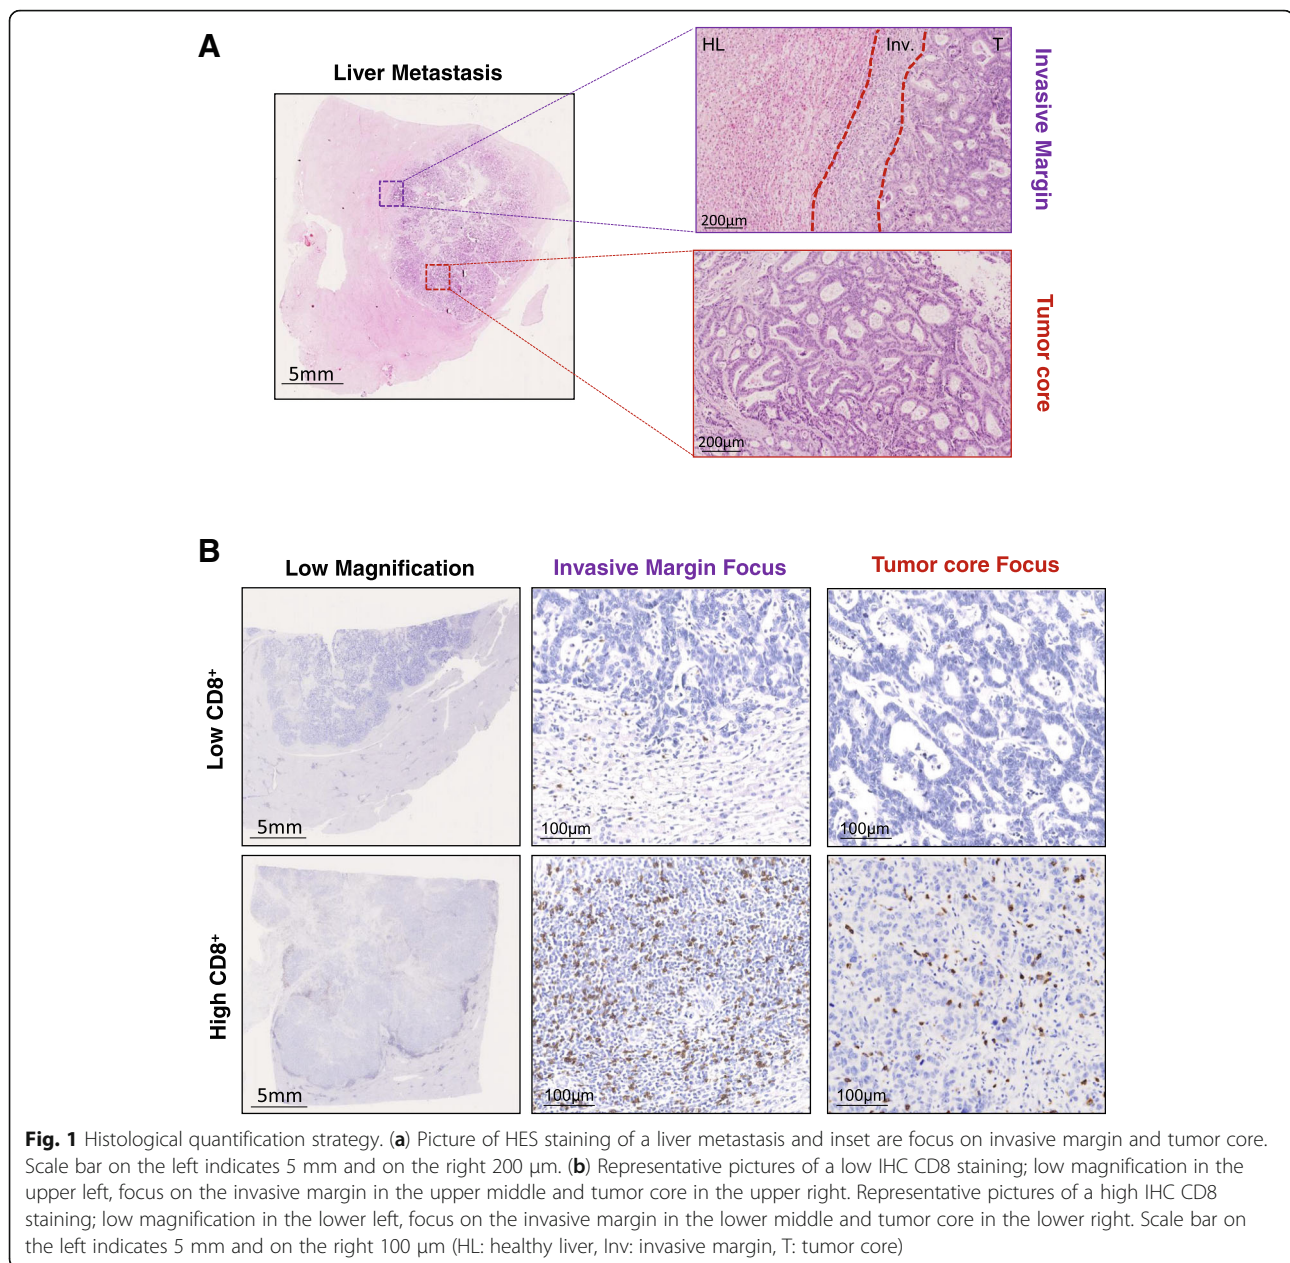 A
Liver Metastasis
5mm
HL
Inv.
T
200µm
Invasive Margin
200µm
Tumor core
B
Low Magnification
Invasive Margin Focus
Tumor core Focus
Low CD8+
5mm
100µm
100µm
High CD8+
5mm
100µm
100µm
Fig. 1 Histological quantification strategy. (a) Picture of HES staining of a liver metastasis and inset are focus on invasive margin and tumor core.
Scale bar on the left indicates 5 mm and on the right 200 µm. (b) Representative pictures of a low IHC CD8 staining; low magnification in the
upper left, focus on the invasive margin in the upper middle and tumor core in the upper right. Representative pictures of a high IHC CD8
staining; low magnification in the lower left, focus on the invasive margin in the lower middle and tumor core in the lower right. Scale bar on
the left indicates 5 mm and on the right 100 µm (HL: healthy liver, Inv: invasive margin, T: tumor core)